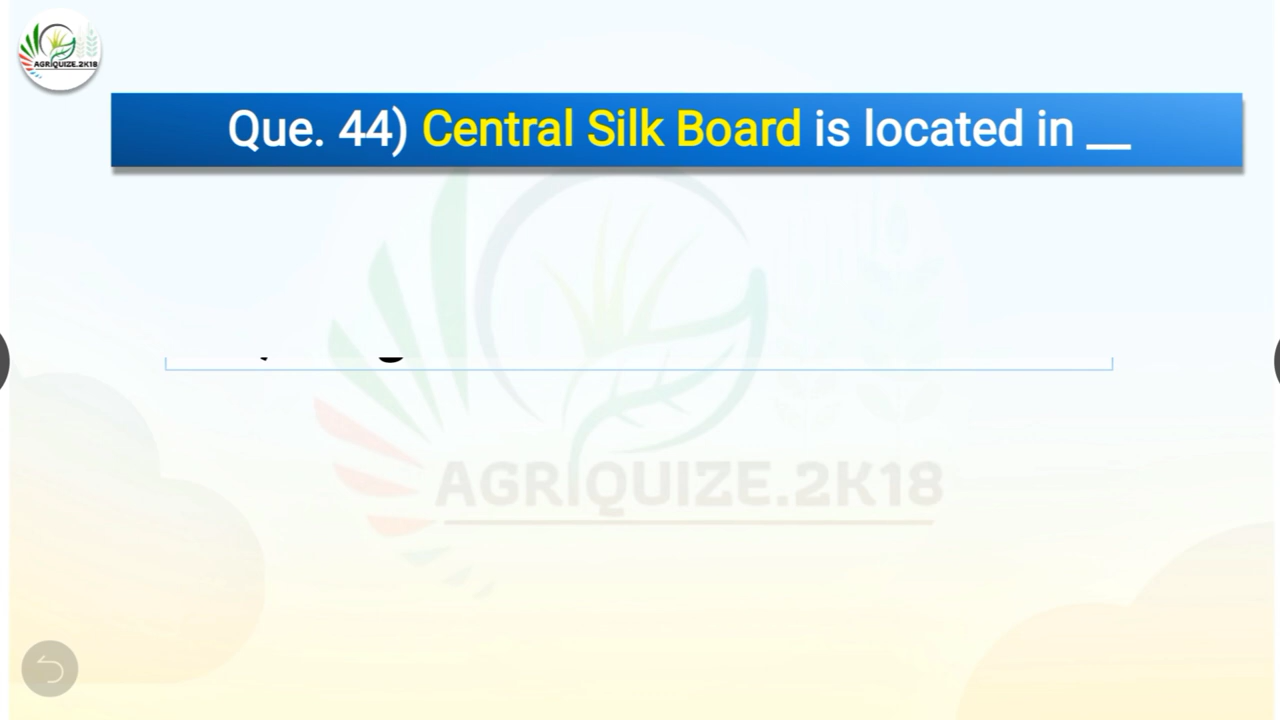 AGRIQUIZE.2K18
Que. 44) Central Silk Board is located in __
AGRIQUIZE.2K18